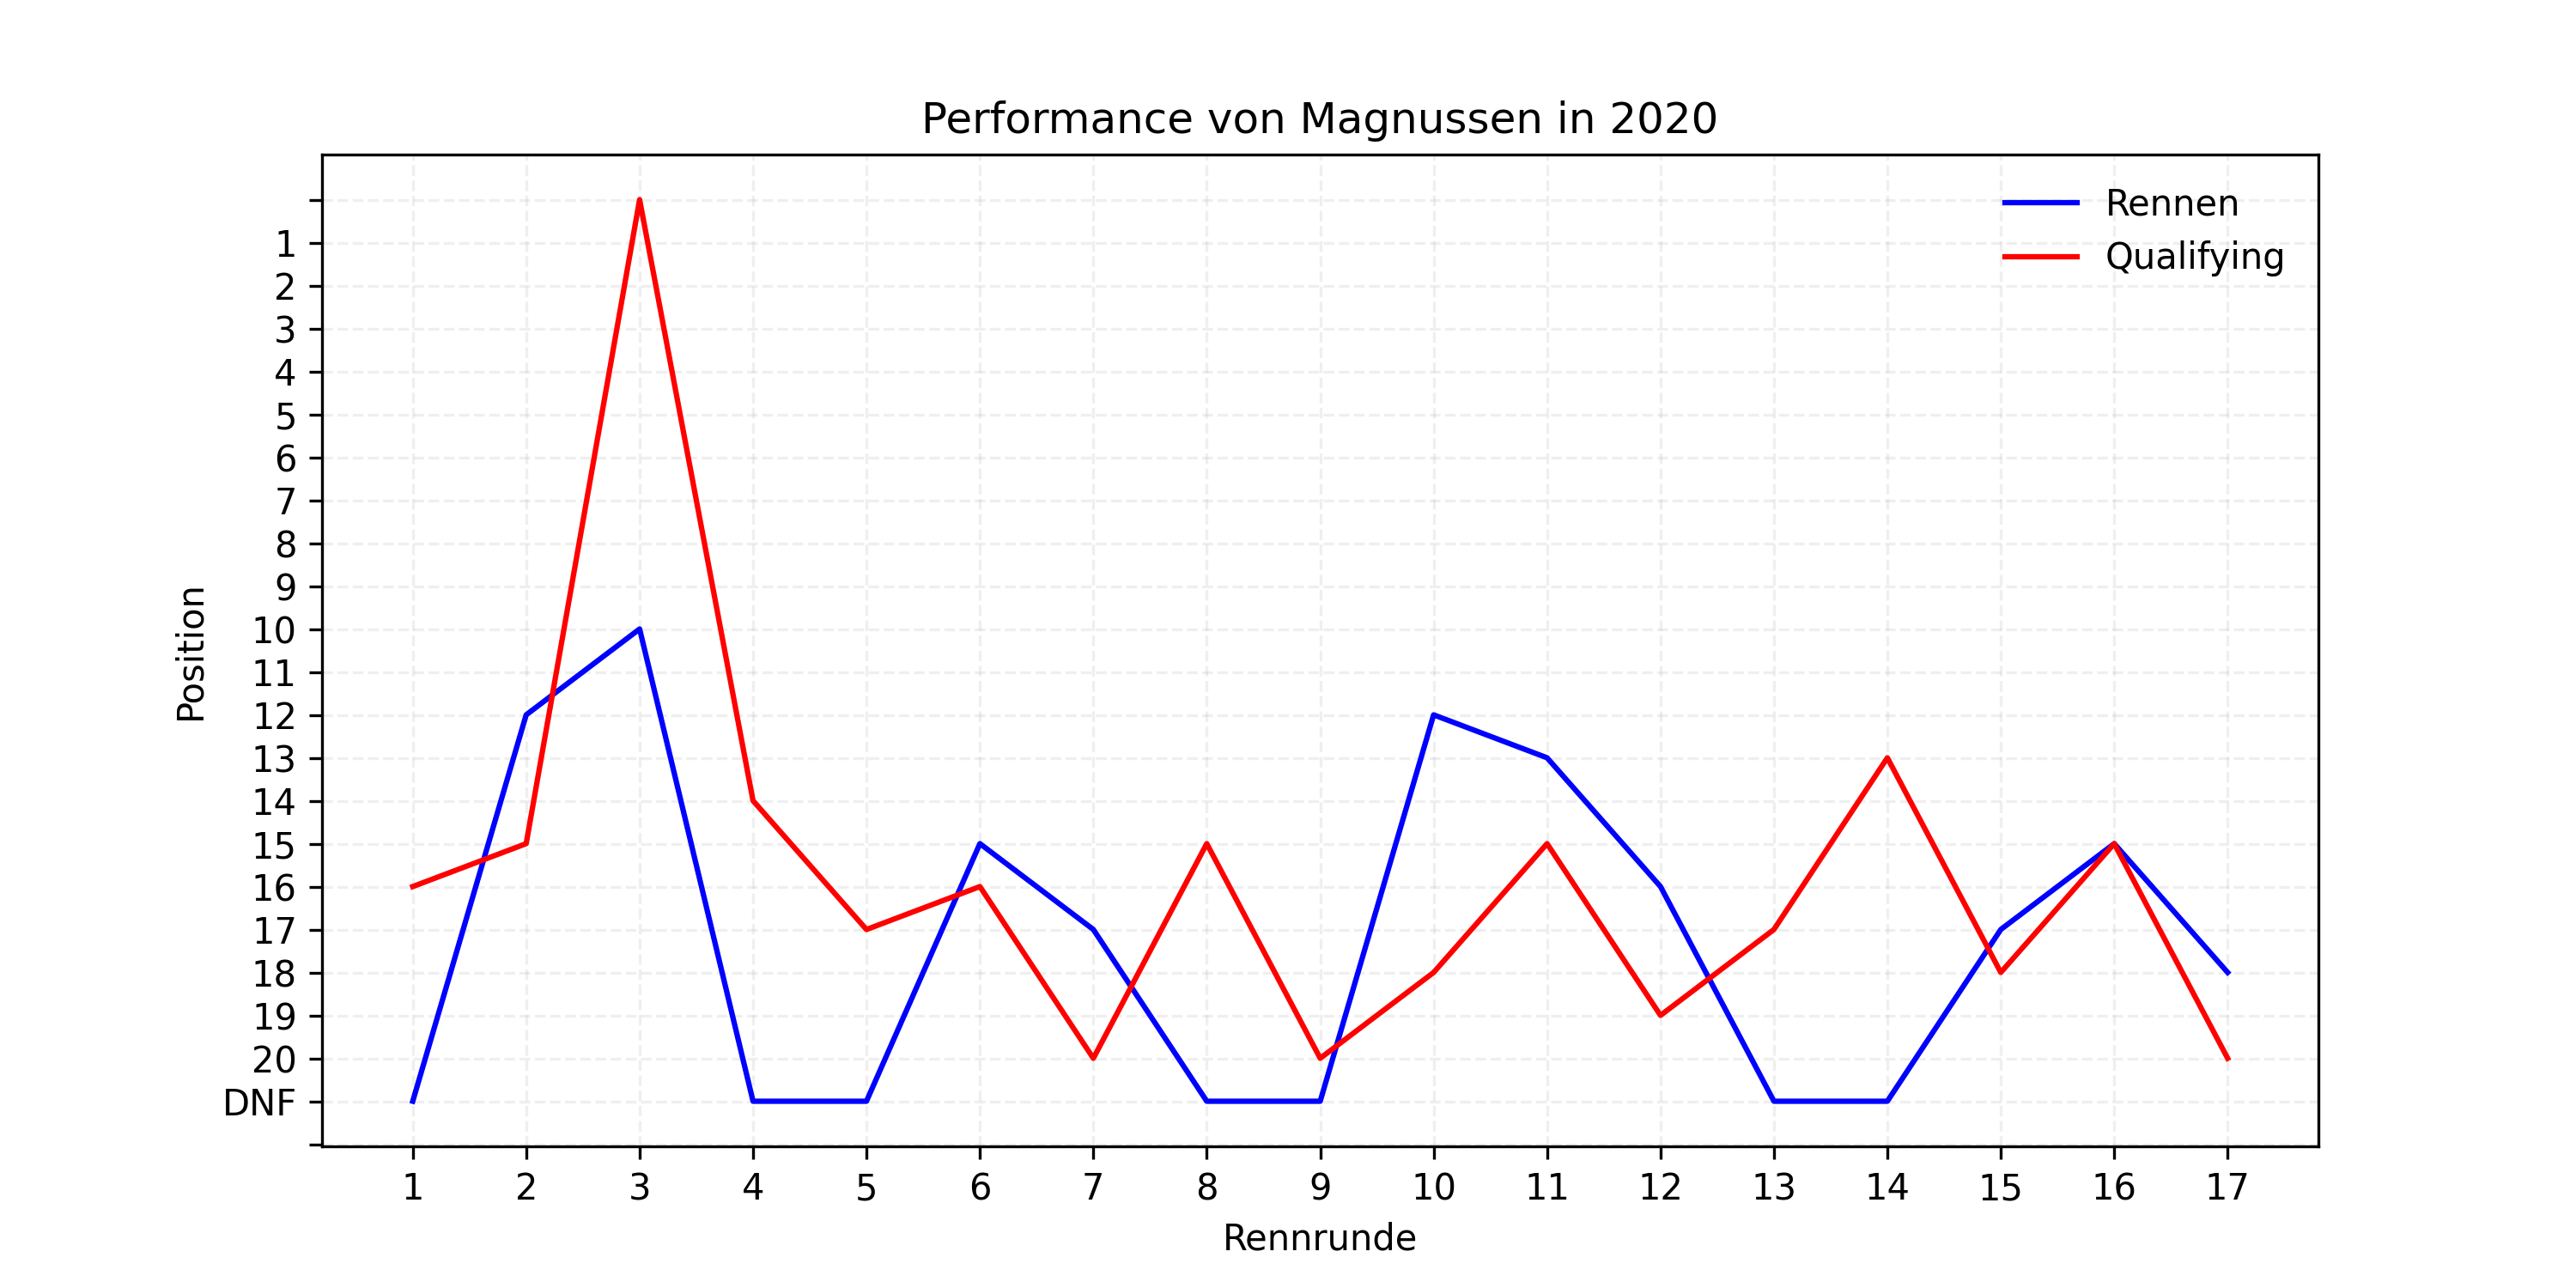 Performance von Magnussen in 2020
Rennen
Qualifying
Position
1
2
3
4
5
6
7
8
9
10
11
12
13
14
15
16
17
18
19
20
DNF
1 2 3 4 5 6 7 8 9 10 11 12 13 14 15 16 17
Rennrunde